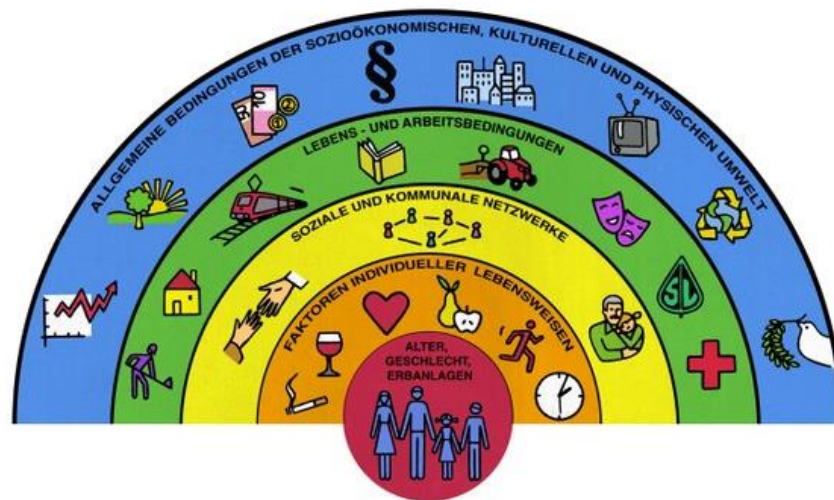 ALLGEMEINE BEDINGUNGEN DER SOZIOÖKONOMISCHEN, KULTURELLEN UND PHYSISCHEN UMWELT
§
LEBENS - UND ARBEITSBEDINGUNGEN
SOZIALE UND KOMMUNALE NETZWERKE
FAKTOREN INDIVIDUELLER LEBENSWEISEN
ALTER,
GESCHLECHT,
ERBANLAGEN